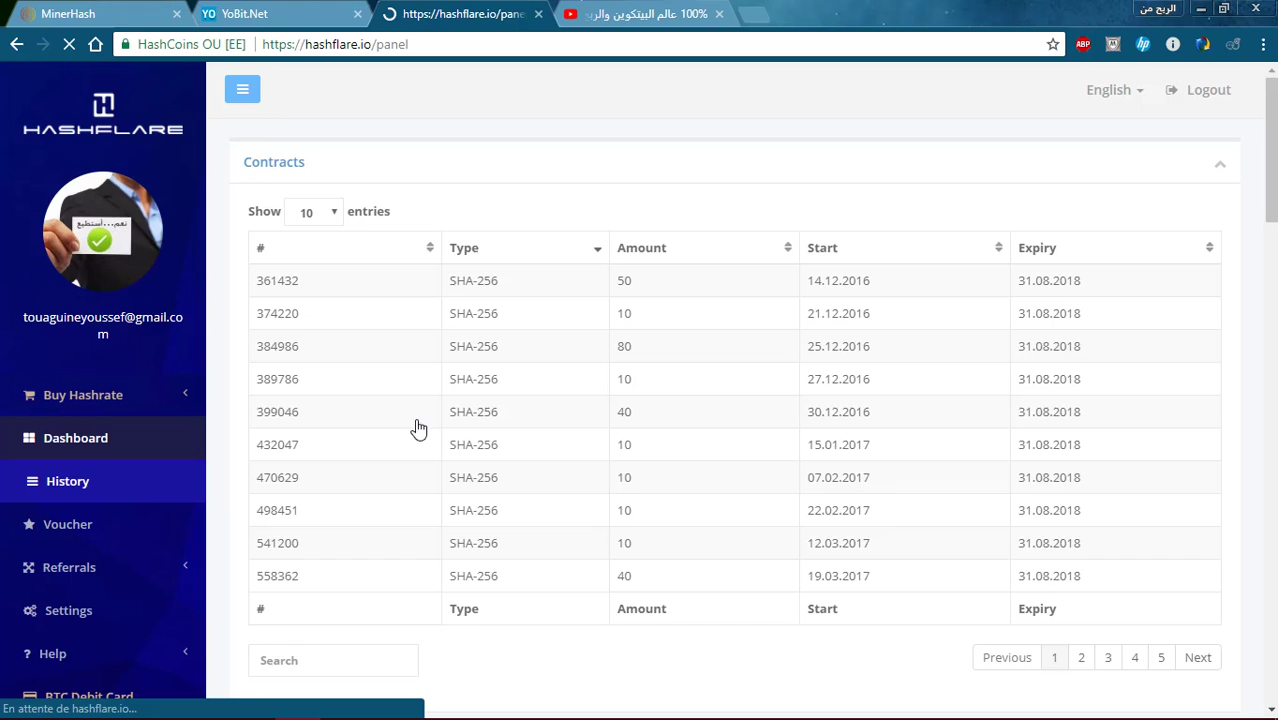 MinerHash
YoBit.Net
https://hashflare.io/pane
100% عالم البيتكوين والربح
الربح من
HashCoins OU [EE]
https://hashflare.io/panel
ABP
hp
HASHFLARE
نعم...أستطيع
touaguineyoussef@gmail.co
m
Buy Hashrate
Dashboard
History
Voucher
Referrals
Settings
Help
BTC Debit Card
En attente de hashflare.io...
English
Logout
Contracts
Show 10 entries
# Type Amount Start Expiry
361432 SHA-256 50 14.12.2016 31.08.2018
374220 SHA-256 10 21.12.2016 31.08.2018
384986 SHA-256 80 25.12.2016 31.08.2018
389786 SHA-256 10 27.12.2016 31.08.2018
399046 SHA-256 40 30.12.2016 31.08.2018
432047 SHA-256 10 15.01.2017 31.08.2018
470629 SHA-256 10 07.02.2017 31.08.2018
498451 SHA-256 10 22.02.2017 31.08.2018
541200 SHA-256 10 12.03.2017 31.08.2018
558362 SHA-256 40 19.03.2017 31.08.2018
# Type Amount Start Expiry
Search
Previous 1 2 3 4 5 Next